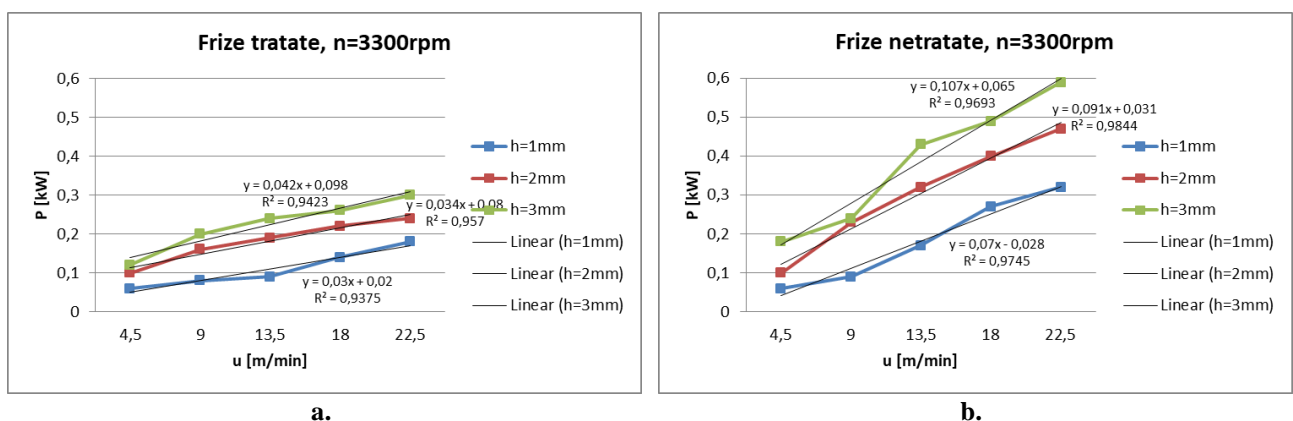 Frize tratate, n=3300rpm
P [kW]
0,6
0,5
0,4
0,3
0,2
0,1
0
4,5 9 13,5 18 22,5
u [m/min]
y = 0,042x + 0,098
R² = 0,9423
y = 0,034x + 0,08
R² = 0,957
y = 0,03x + 0,02
R² = 0,9375
h=1mm
h=2mm
h=3mm
Linear (h=1mm)
Linear (h=2mm)
Linear (h=3mm)
a.
Frize netratate, n=3300rpm
P [kW]
0,6
0,5
0,4
0,3
0,2
0,1
0
4,5 9 13,5 18 22,5
u [m/min]
y = 0,107x + 0,065
R² = 0,9693
y = 0,091x + 0,031
R² = 0,9844
y = 0,07x - 0,028
R² = 0,9745
h=1mm
h=2mm
h=3mm
Linear (h=1mm)
Linear (h=2mm)
Linear (h=3mm)
b.